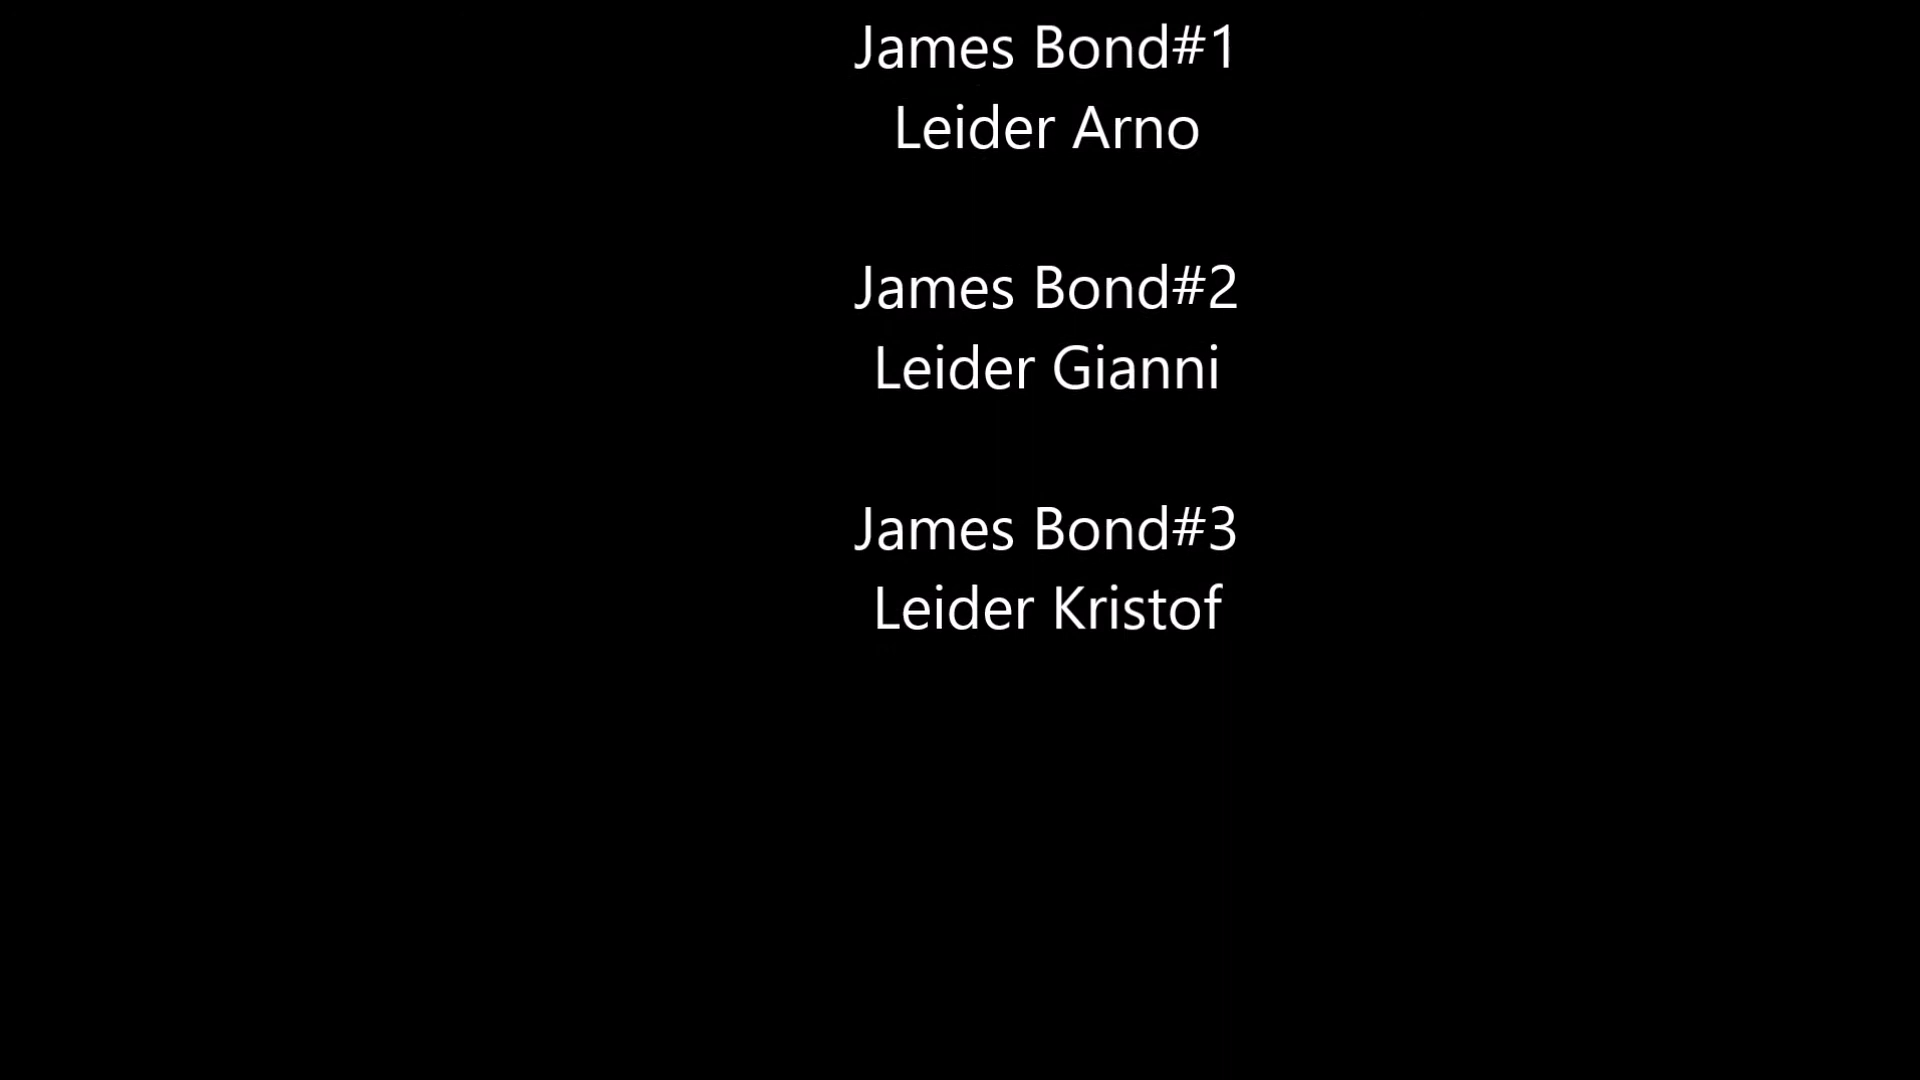 James Bond#1
Leider Arno
James Bond#2
Leider Gianni
James Bond#3
Leider Kristof